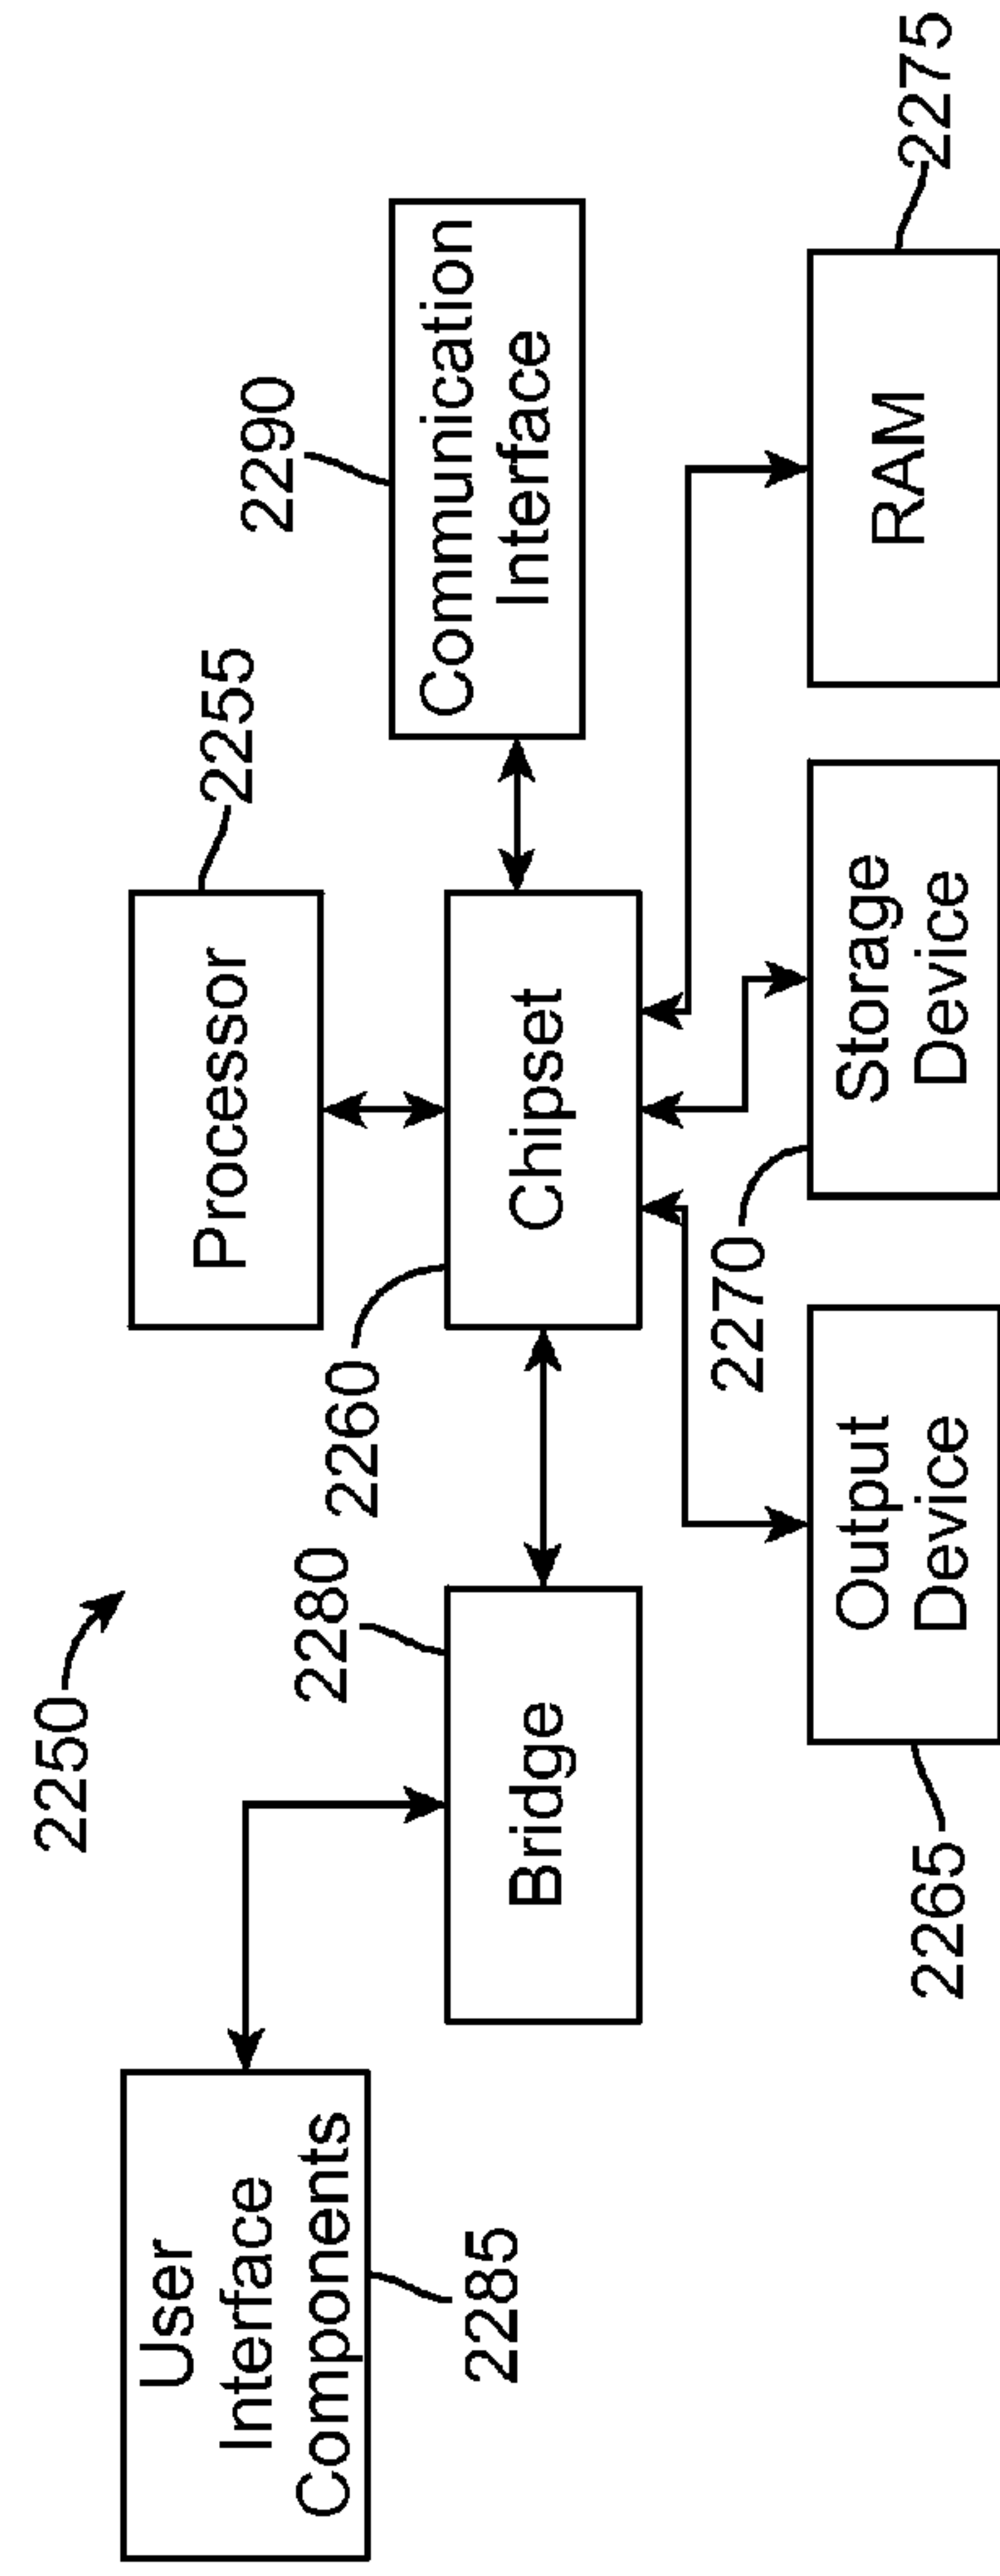 2250
2255
Processor
2290
Communication
Interface
User
Interface
Components
2285
2280
Bridge
2260
Chipset
2265
Output
Device
2270
Storage
Device
RAM
2275